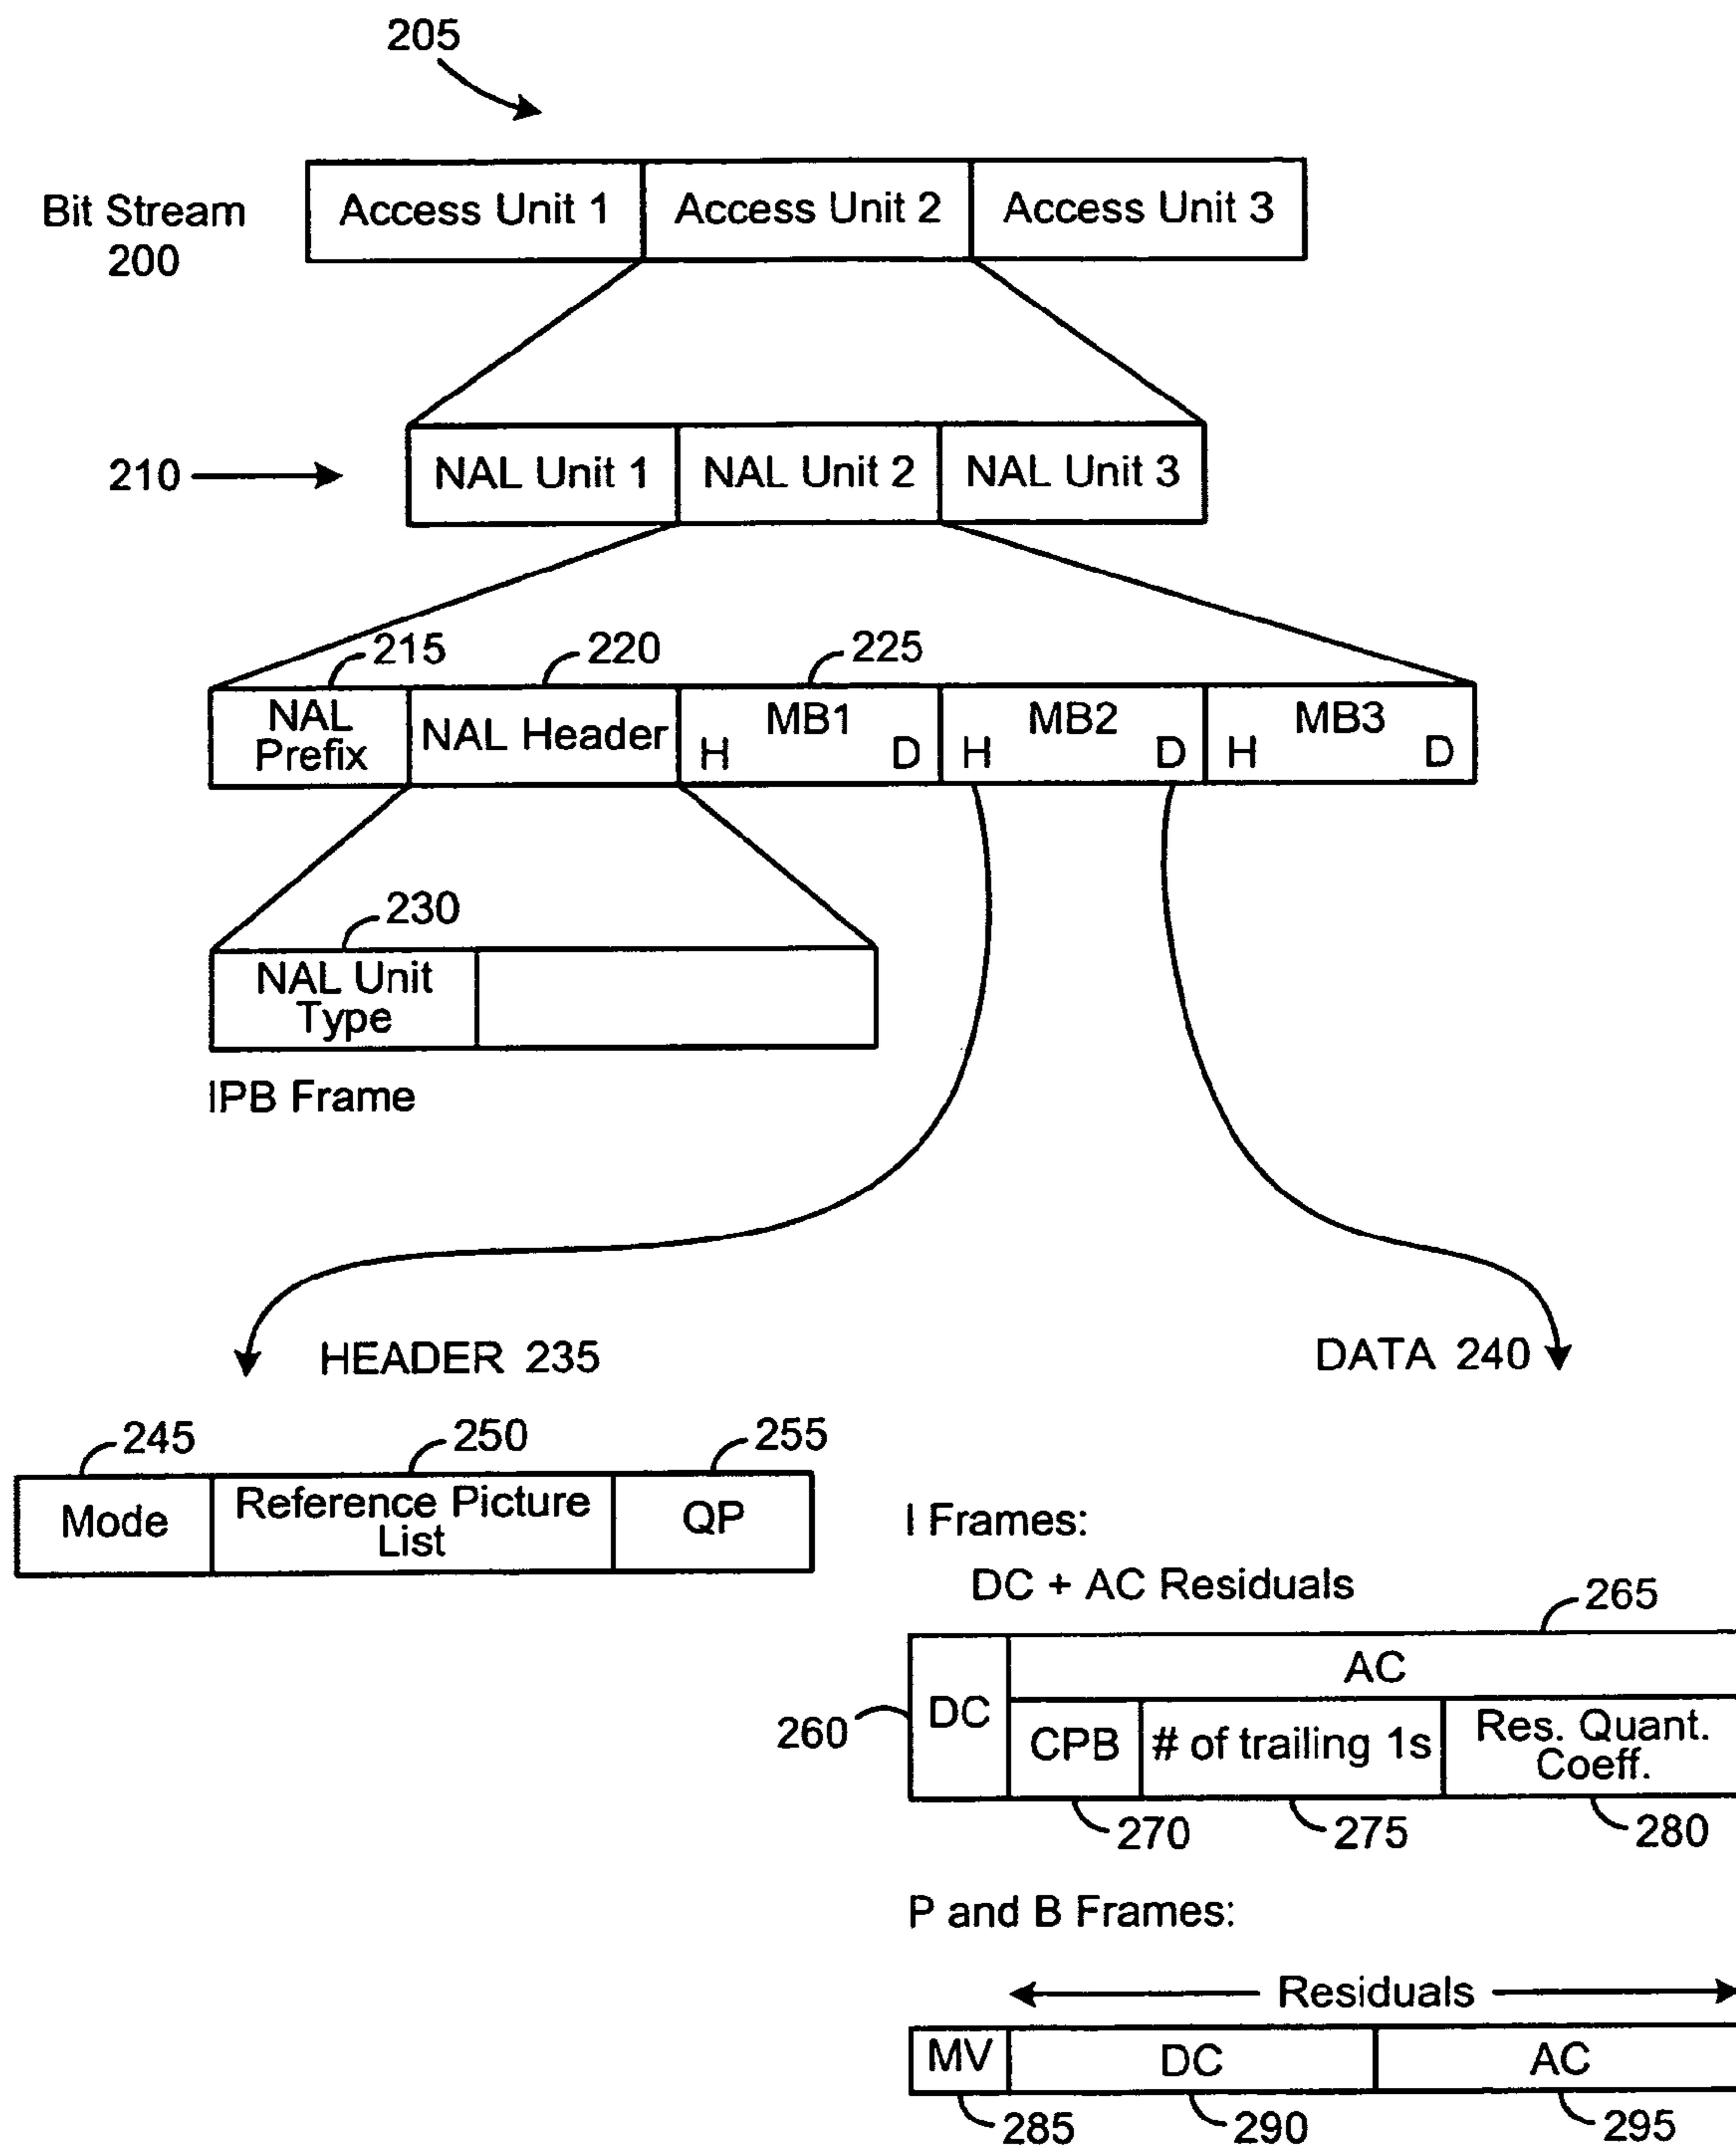 205
Bit Stream
200
Access Unit 1
Access Unit 2
Access Unit 3
210
NAL Unit 1
NAL Unit 2
NAL Unit 3
215
220
225
NAL
Prefix
NAL Header
MB1
H D
MB2
H D
MB3
H D
230
NAL Unit
Type
IPB Frame
HEADER 235
DATA 240
245
250
255
Mode
Reference Picture
List
QP
I Frames:
DC + AC Residuals
265
260
DC
AC
CPB
# of trailing 1s
Res. Quant.
Coeff.
270
275
280
P and B Frames:
Residuals
MV
DC
AC
285
290
295